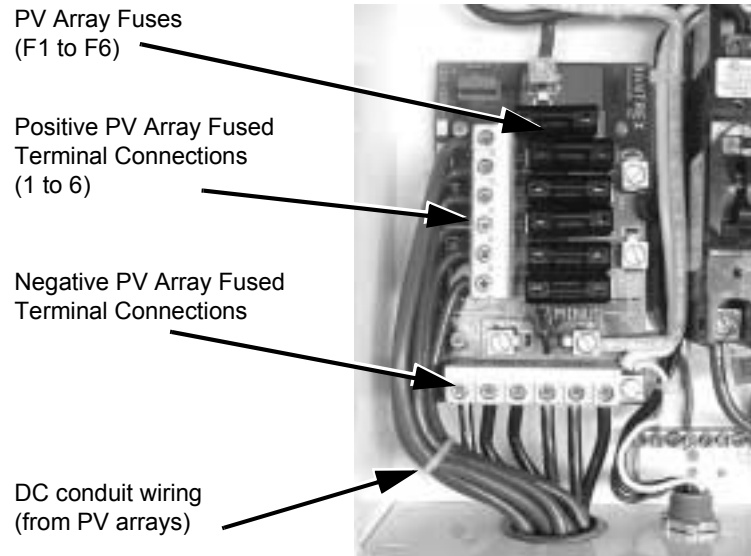 PV Array Fuses
(F1 to F6)
Positive PV Array Fused
Terminal Connections
(1 to 6)
Negative PV Array Fused
Terminal Connections
DC conduit wiring
(from PV arrays)